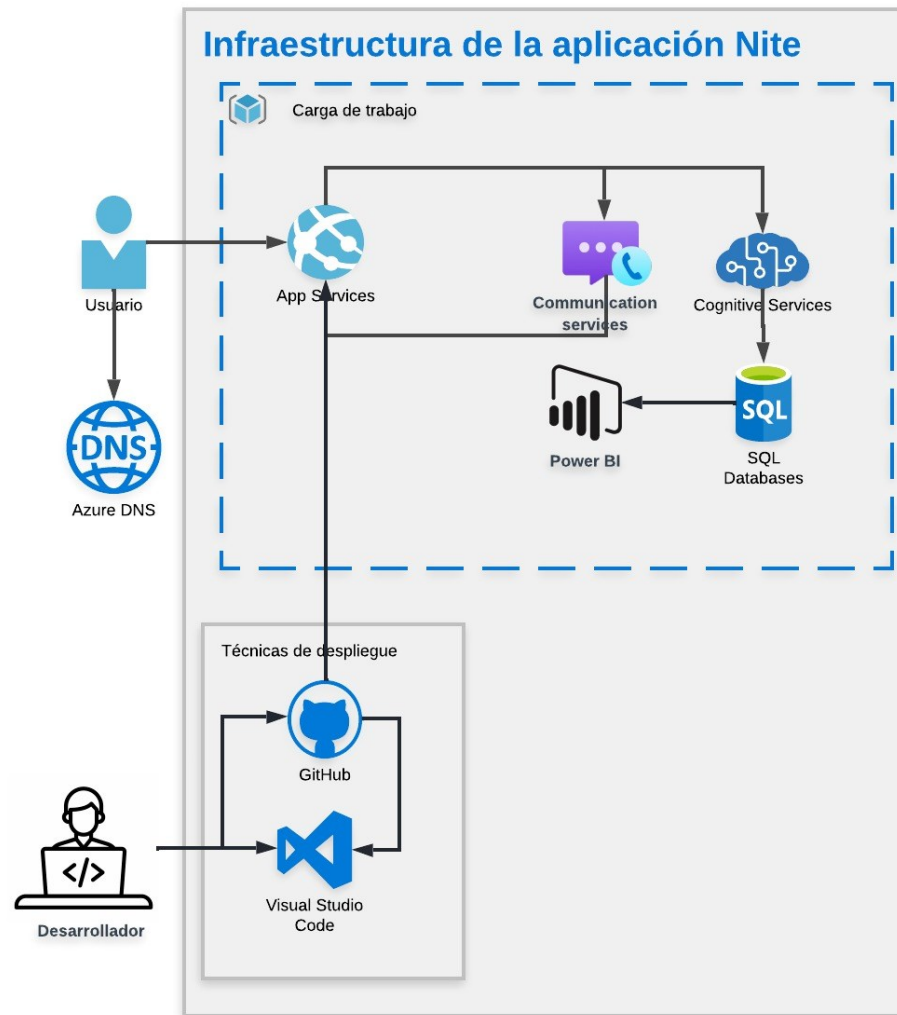 Infraestructura de la aplicación Nite
Carga de trabajo
Usuario
App Services
Communication
services
Cognitive Services
DNS
Azure DNS
Power BI
SQL
SQL
Databases
Técnicas de despliegue
GitHub
</>
Visual Studio
Code
Desarrollador